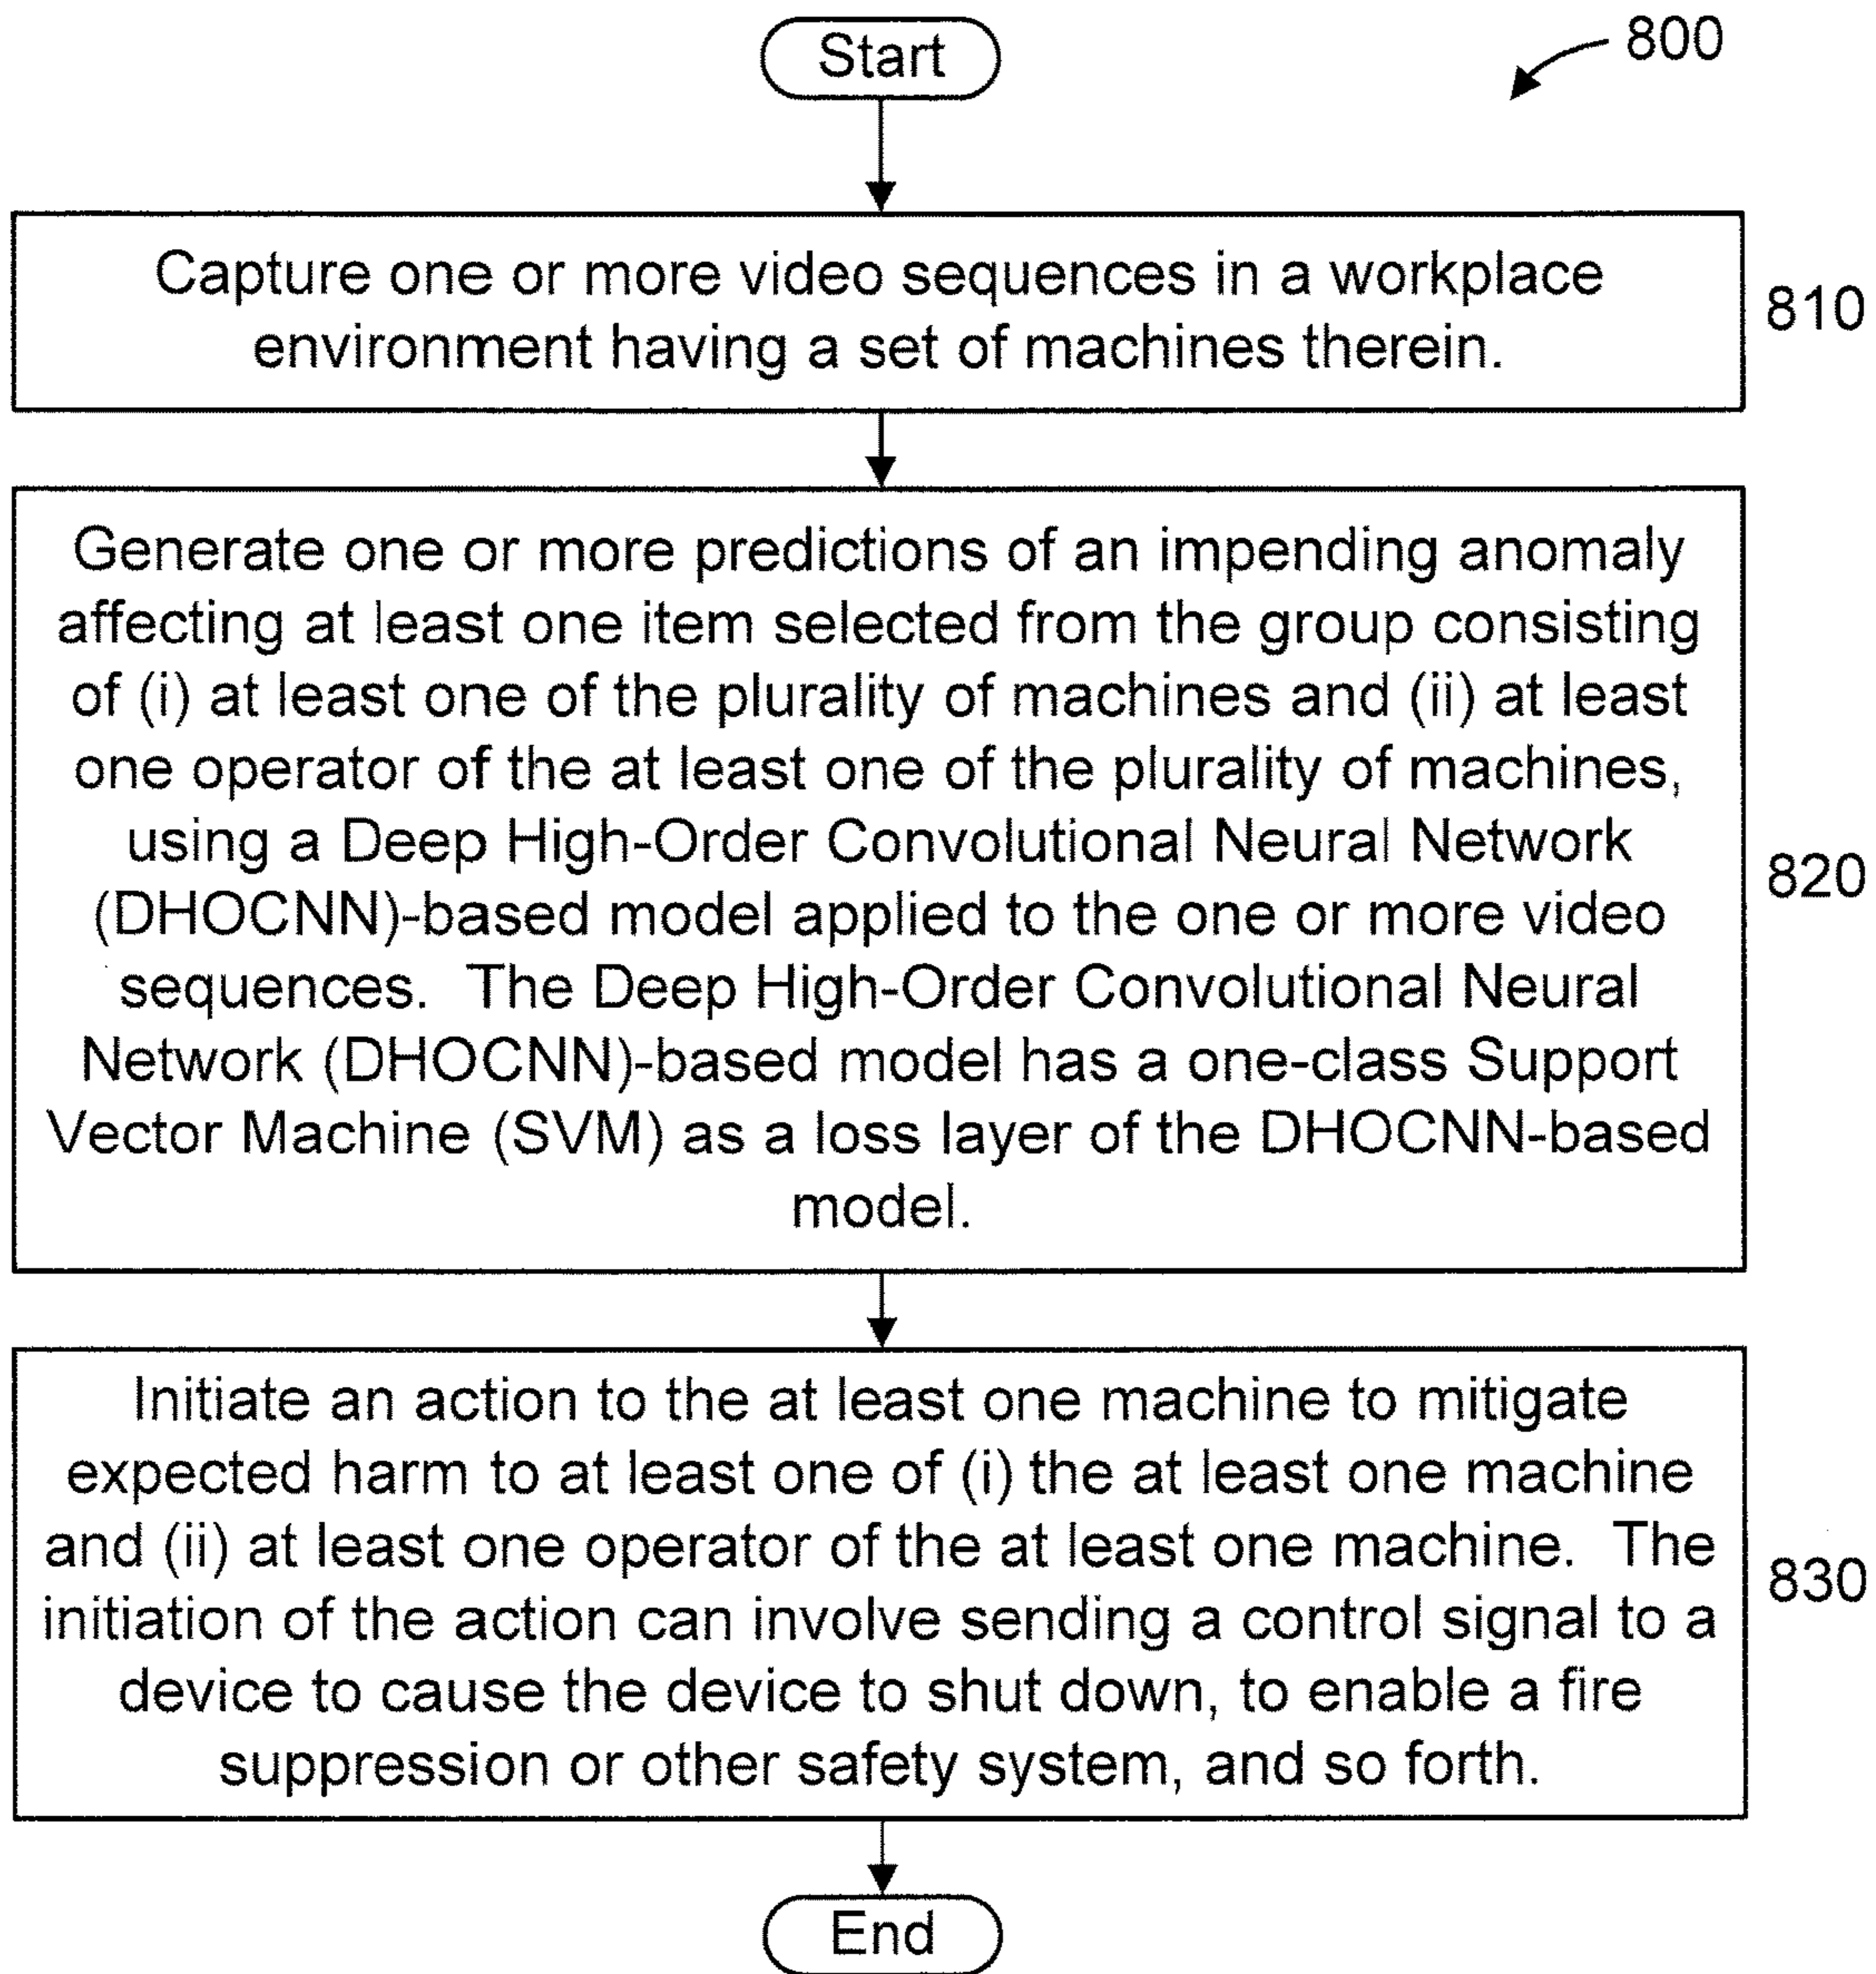 Start
800
Capture one or more video sequences in a workplace
environment having a set of machines therein.
810
Generate one or more predictions of an impending anomaly
affecting at least one item selected from the group consisting
of (i) at least one of the plurality of machines and (ii) at least
one operator of the at least one of the plurality of machines,
using a Deep High-Order Convolutional Neural Network
(DHOCNN)-based model applied to the one or more video
sequences.  The Deep High-Order Convolutional Neural
Network (DHOCNN)-based model has a one-class Support
Vector Machine (SVM) as a loss layer of the DHOCNN-based
model.
820
Initiate an action to the at least one machine to mitigate
expected harm to at least one of (i) the at least one machine
and (ii) at least one operator of the at least one machine.  The
initiation of the action can involve sending a control signal to a
device to cause the device to shut down, to enable a fire
suppression or other safety system, and so forth.
830
End